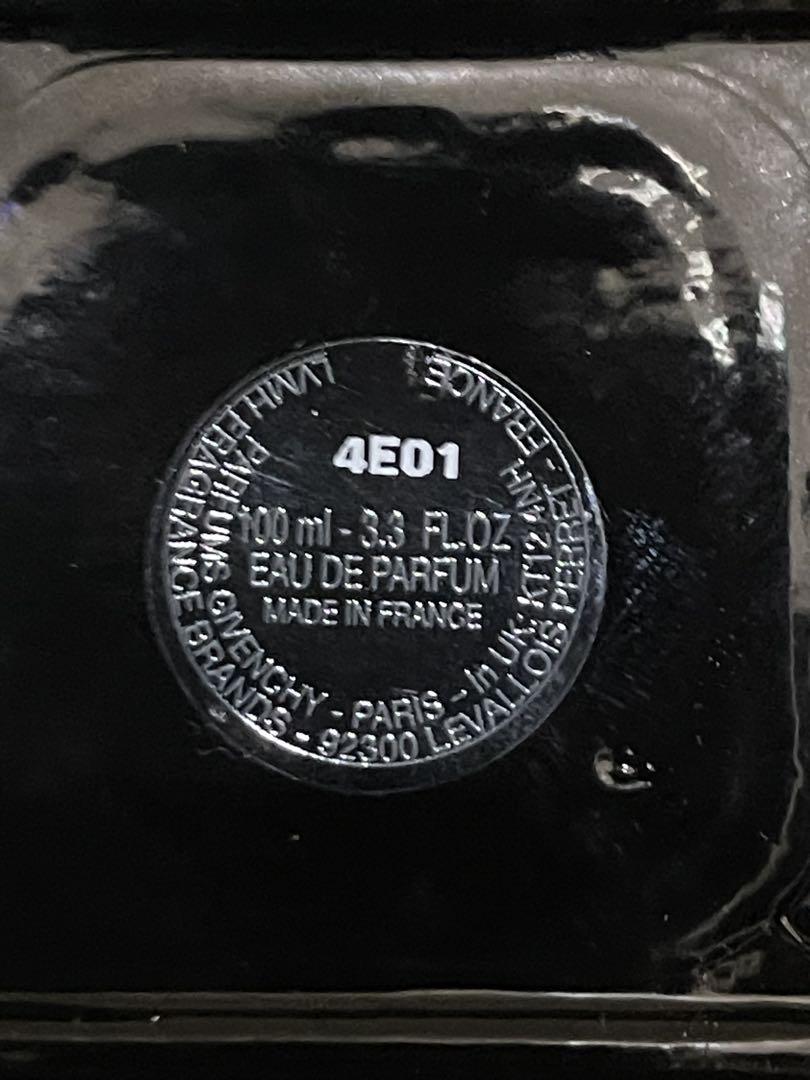 4E01
100 ml - 3.3 FL.OZ
EAU DE PARFUM
MADE IN FRANCE
PARFUMS GIVENCHY - PARIS - In UK: KT12 4NH
LVMH FRAGRANCE BRANDS - 92300 LEVALLOIS PERRET - FRANCE